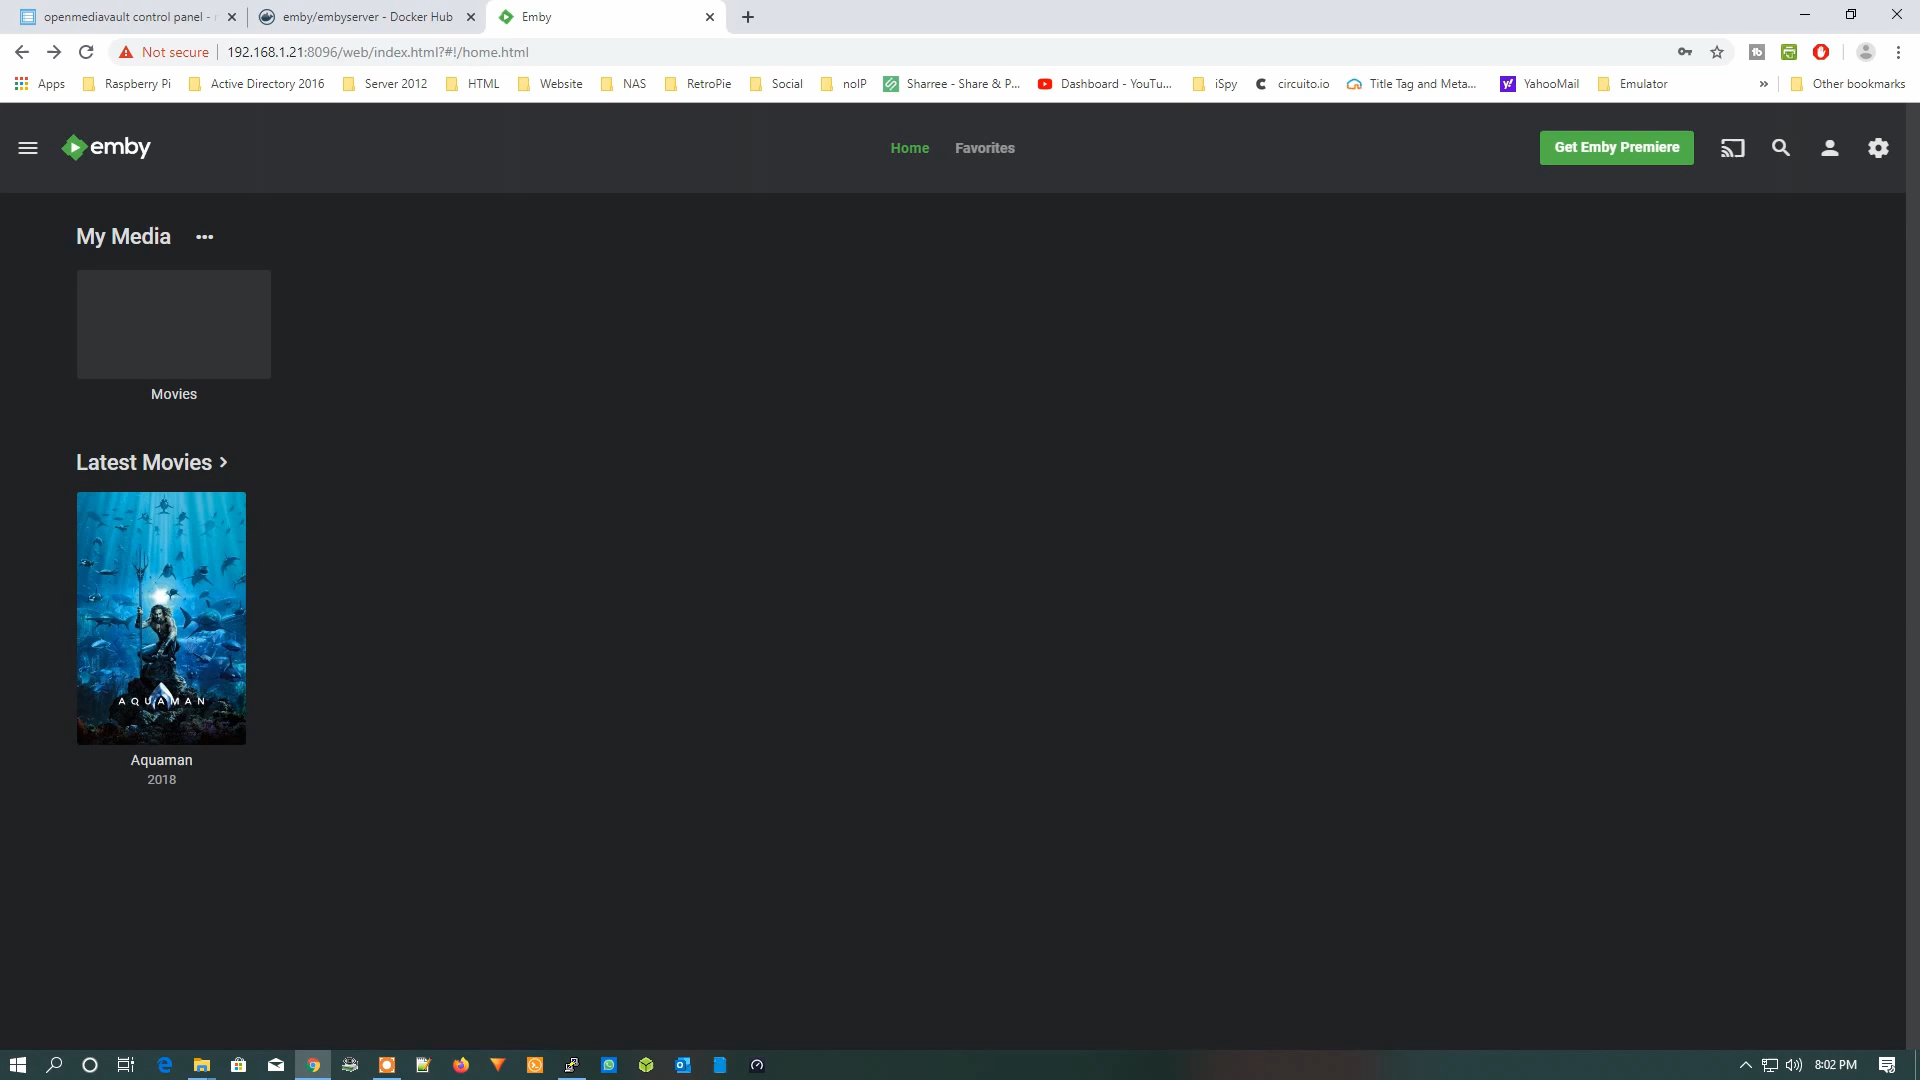 openmediavault control panel -
emby/embyserver - Docker Hub
Emby
Not secure
192.168.1.21:8096/web/index.html?#!/home.html
Apps
Raspberry Pi
Active Directory 2016
Server 2012
HTML
Website
NAS
RetroPie
Social
noIP
Sharree - Share & P...
Dashboard - YouTu...
iSpy
circuito.io
Title Tag and Meta...
YahooMail
Emulator
»
Other bookmarks
emby
Home
Favorites
Get Emby Premiere
My Media
Movies
Latest Movies
AQUAMAN
Aquaman
2018
8:02 PM